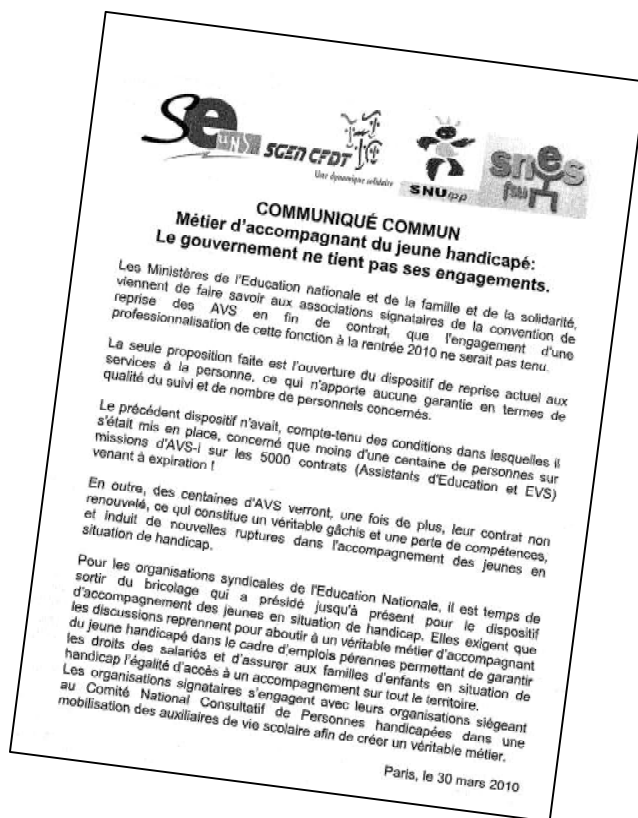 Se
UNS
SGEN CFDT
Une dynamique solidaire
SNUipp
snes
fsu
COMMUNIQUÉ COMMUN
Métier d'accompagnant du jeune handicapé:
Le gouvernement ne tient pas ses engagements.
Les Ministères de l'Education nationale et de la famille et de la solidarité,
viennent de faire savoir aux associations signataires de la convention de
reprise des AVS en fin de contrat, que l'engagement d'une
professionnalisation de cette fonction à la rentrée 2010 ne serait pas tenu.
La seule proposition faite est l'ouverture du dispositif de reprise actuel aux
services à la personne, ce qui n'apporte aucune garantie en termes de
qualité du suivi et de nombre de personnels concernés.
Le précédent dispositif n'avait, compte-tenu des conditions dans lesquelles il
s'était mis en place, concerné que moins d'une centaine de personnes sur
missions d'AVS-i sur les 5000 contrats (Assistants d'Education et EVS)
venant à expiration !
En outre, des centaines d'AVS verront, une fois de plus, leur contrat non
renouvelé, ce qui constitue un véritable gâchis et une perte de compétences,
et induit de nouvelles ruptures dans l'accompagnement des jeunes en
situation de handicap.
Pour les organisations syndicales de l'Education Nationale, il est temps de
sortir du bricolage qui a présidé jusqu'à présent pour le dispositif
d'accompagnement des jeunes en situation de handicap. Elles exigent que
les discussions reprennent pour aboutir à un véritable métier d'accompagnant
du jeune handicapé dans le cadre d'emplois pérennes permettant de garantir
les droits des salariés et d'assurer aux familles d'enfants en situation de
handicap l'égalité d'accès à un accompagnement sur tout le territoire.
Les organisations signataires s'engagent avec leurs organisations siégeant
au Comité National Consultatif de Personnes handicapées dans une
mobilisation des auxiliaires de vie scolaire afin de créer un véritable métier.
Paris, le 30 mars 2010